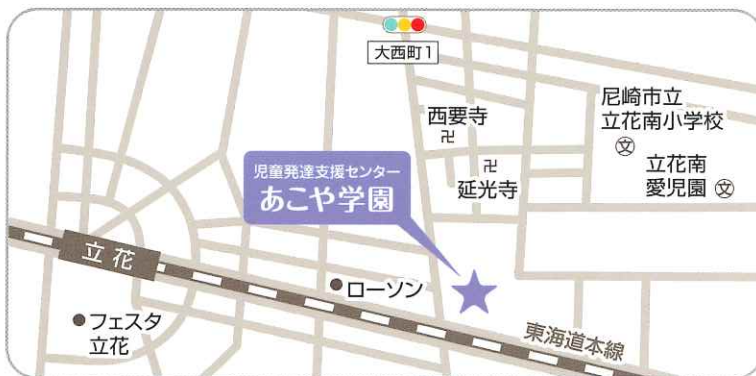 大西町1
西要寺
延光寺
尼崎市立
立花南小学校
文
立花南
愛児園
文
児童発達支援センター
あこや学園
立花
ローソン
フェスタ
立花
東海道本線